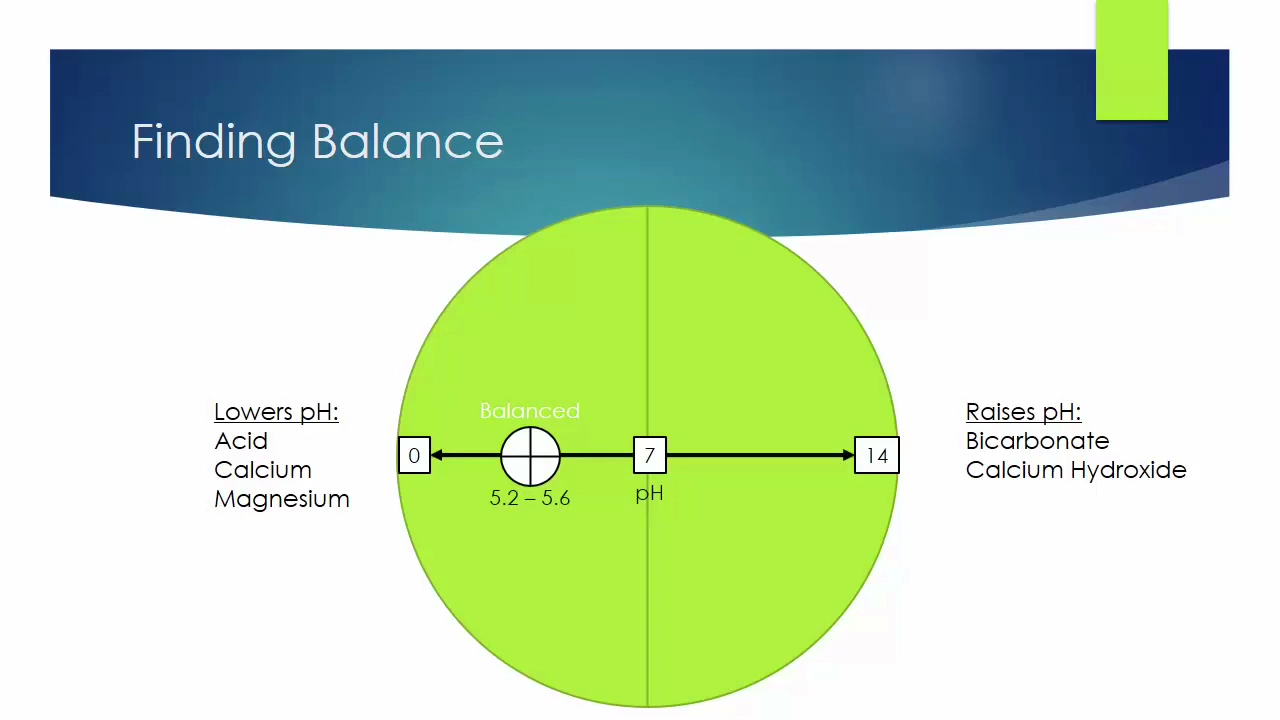 Finding Balance
Lowers pH:
Acid
Calcium
Magnesium
Balanced
0
7
14
5.2 – 5.6
pH
Raises pH:
Bicarbonate
Calcium Hydroxide